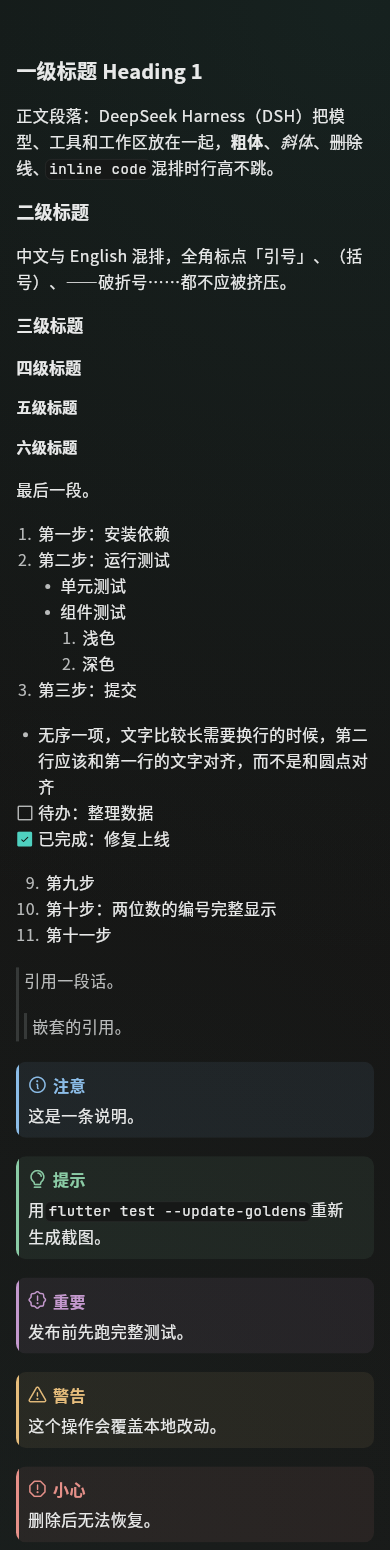 一级标题 Heading 1
正文段落：DeepSeek Harness（DSH）把模
型、工具和工作区放在一起，粗体、斜体、删除
线、inline code 混排时行高不跳。
二级标题
中文与 English 混排，全角标点「引号」、（括
号）、——破折号……都不应被挤压。
三级标题
四级标题
五级标题
六级标题
最后一段。
1. 第一步：安装依赖
2. 第二步：运行测试
• 单元测试
• 组件测试
1. 浅色
2. 深色
3. 第三步：提交
• 无序一项，文字比较长需要换行的时候，第二
行应该和第一行的文字对齐，而不是和圆点对
齐
待办：整理数据
已完成：修复上线
9. 第九步
10. 第十步：两位数的编号完整显示
11. 第十一步
引用一段话。
嵌套的引用。
注意
这是一条说明。
提示
用 flutter test --update-goldens 重新
生成截图。
重要
发布前先跑完整测试。
警告
这个操作会覆盖本地改动。
小心
删除后无法恢复。